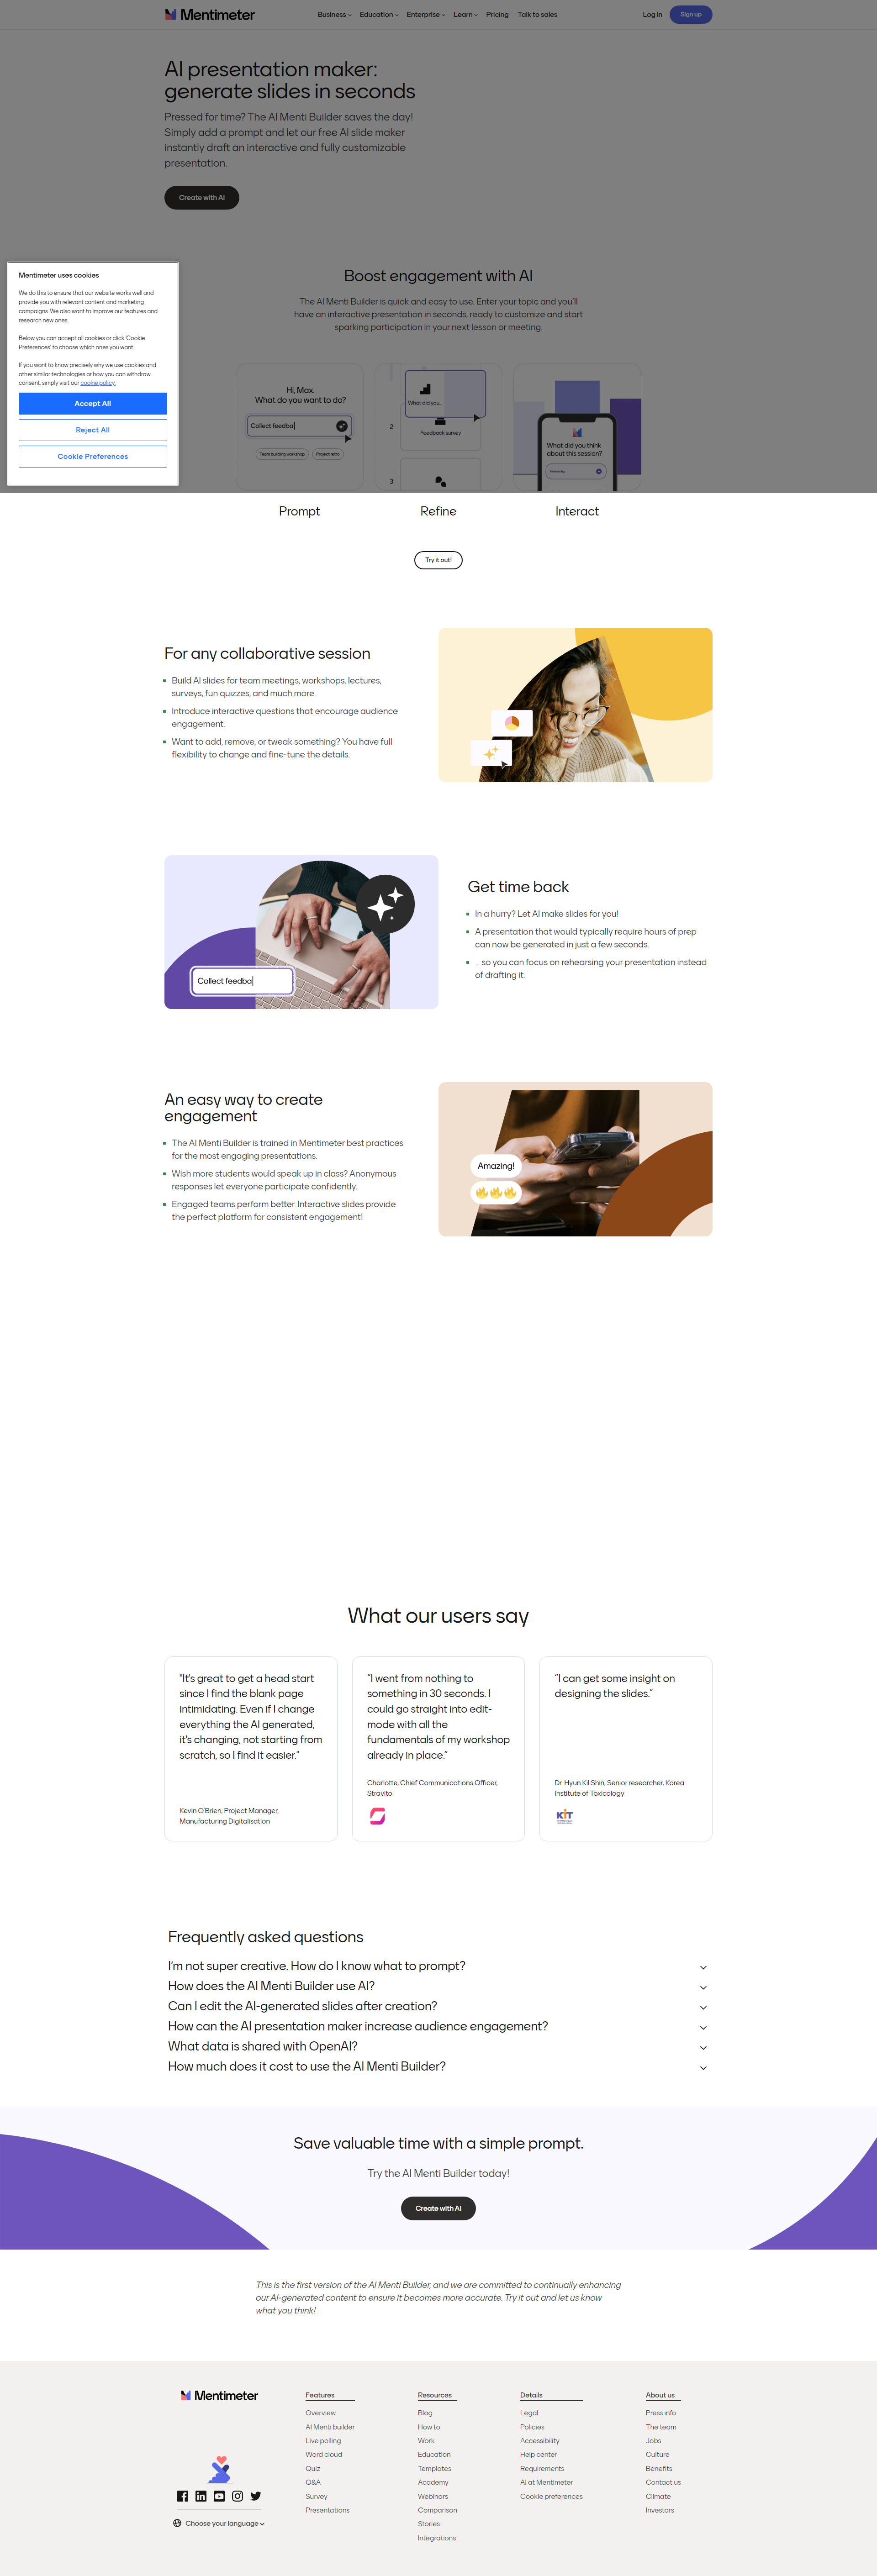 Mentimeter
Business
Education
Enterprise
Learn
Pricing
Talk to sales
Log in
Sign up
AI presentation maker:
generate slides in seconds
Pressed for time? The AI Menti Builder saves the day!
Simply add a prompt and let our free AI slide maker
instantly draft an interactive and fully customizable
presentation.
Create with AI
Mentimeter uses cookies
We do this to ensure that our website works well and
provide you with relevant content and marketing
campaigns. We also want to improve our features and
research new ones.
Below you can accept all cookies or click 'Cookie
Preferences' to choose which ones you want.
If you want to know precisely why we use cookies and
other similar technologies or how you can withdraw
consent, simply visit our cookie policy.
Accept All
Reject All
Cookie Preferences
Boost engagement with AI
The AI Menti Builder is quick and easy to use. Enter your topic and you'll
have an interactive presentation in seconds, ready to customize and start
sparking participation in your next lesson or meeting.
Hi, Max.
What do you want to do?
Collect feedba
Team building workshop
Project retro
What did you...
2
Feedback survey
3
What did you think
about this session?
Prompt
Refine
Interact
Try it out!
For any collaborative session
Build AI slides for team meetings, workshops, lectures,
surveys, fun quizzes, and much more.
Introduce interactive questions that encourage audience
engagement.
Want to add, remove, or tweak something? You have full
flexibility to change and fine-tune the details.
Collect feedba
Get time back
In a hurry? Let AI make slides for you!
A presentation that would typically require hours of prep
can now be generated in just a few seconds.
... so you can focus on rehearsing your presentation instead
of drafting it.
An easy way to create
engagement
The AI Menti Builder is trained in Mentimeter best practices
for the most engaging presentations.
Wish more students would speak up in class? Anonymous
responses let everyone participate confidently.
Engaged teams perform better. Interactive slides provide
the perfect platform for consistent engagement!
Amazing!
🔥🔥🔥
What our users say
"It's great to get a head start
since I find the blank page
intimidating. Even if I change
everything the AI generated,
it's changing, not starting from
scratch, so I find it easier."
Kevin O'Brien, Project Manager,
Manufacturing Digitalisation
"I went from nothing to
something in 30 seconds. I
could go straight into edit-
mode with all the
fundamentals of my workshop
already in place."
Charlotte, Chief Communications Officer,
Stravito
"I can get some insight on
designing the slides."
Dr. Hyun Kil Shin, Senior researcher, Korea
Institute of Toxicology
KIT
Frequently asked questions
I'm not super creative. How do I know what to prompt?
How does the AI Menti Builder use AI?
Can I edit the AI-generated slides after creation?
How can the AI presentation maker increase audience engagement?
What data is shared with OpenAI?
How much does it cost to use the AI Menti Builder?
Save valuable time with a simple prompt.
Try the AI Menti Builder today!
Create with AI
This is the first version of the AI Menti Builder, and we are committed to continually enhancing
our AI-generated content to ensure it becomes more accurate. Try it out and let us know
what you think!
Mentimeter
Choose your language
Features
Overview
AI Menti builder
Live polling
Word cloud
Quiz
Q&A
Survey
Presentations
Resources
Blog
How to
Work
Education
Templates
Academy
Webinars
Comparison
Stories
Integrations
Details
Legal
Policies
Accessibility
Help center
Requirements
AI at Mentimeter
Cookie preferences
About us
Press info
The team
Jobs
Culture
Benefits
Contact us
Climate
Investors